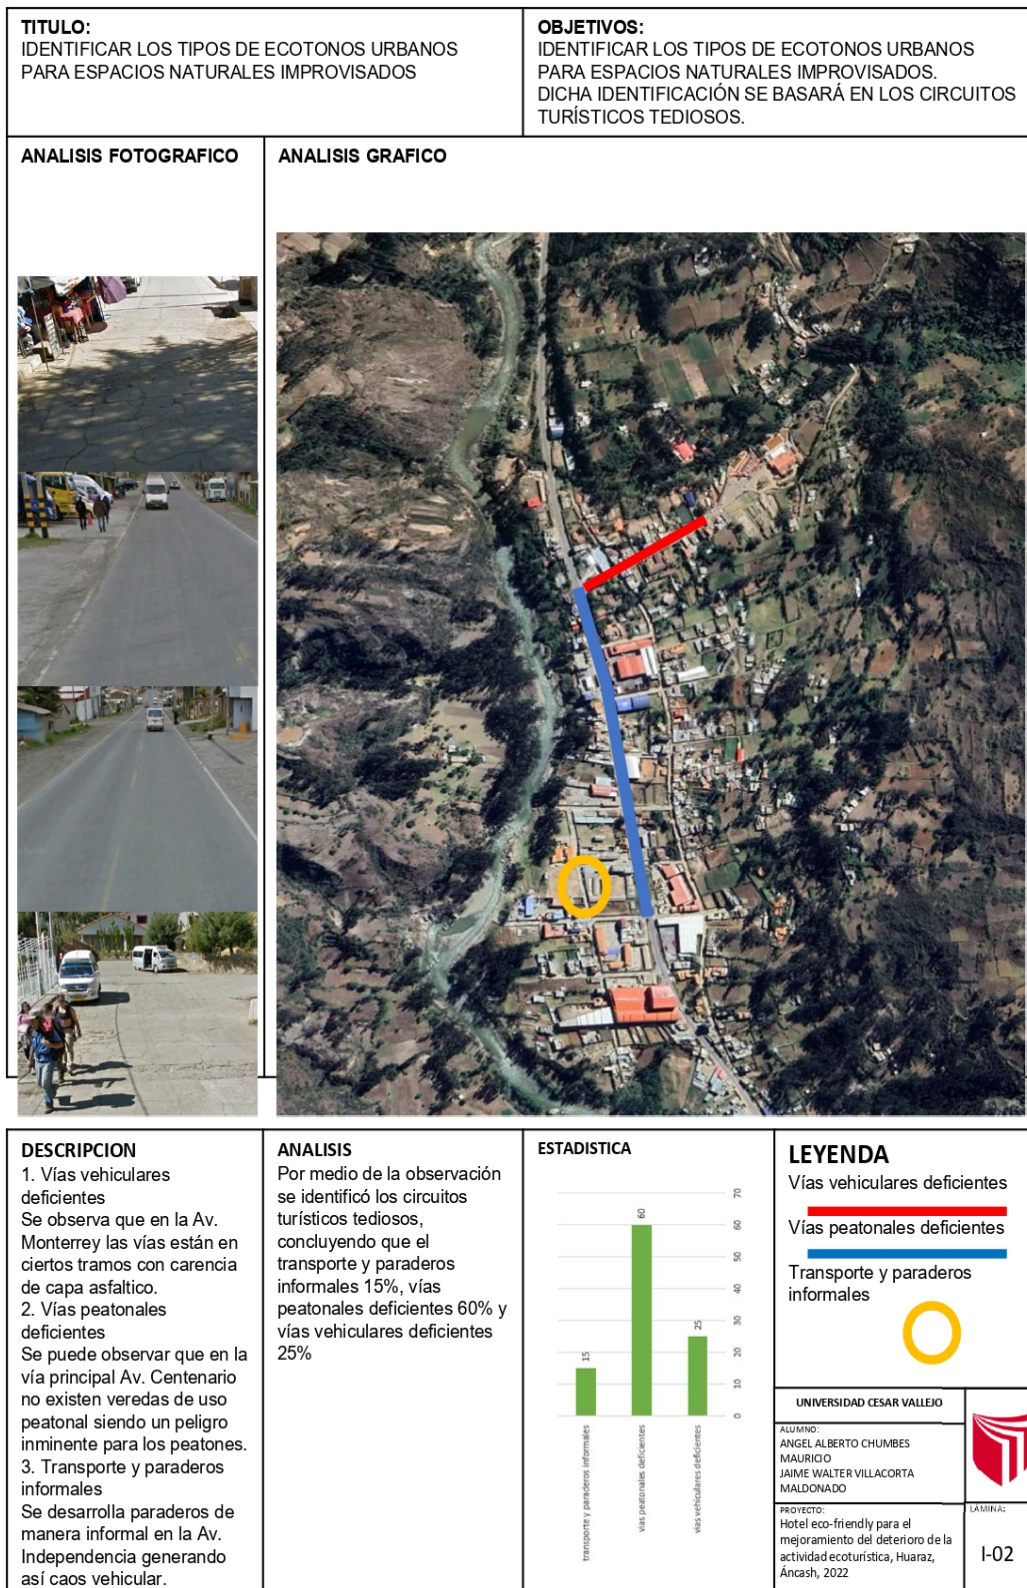 TITULO:
IDENTIFICAR LOS TIPOS DE ECOTONOS URBANOS
PARA ESPACIOS NATURALES IMPROVISADOS
OBJETIVOS:
IDENTIFICAR LOS TIPOS DE ECOTONOS URBANOS
PARA ESPACIOS NATURALES IMPROVISADOS.
DICHA IDENTIFICACIÓN SE BASARÁ EN LOS CIRCUITOS
TURÍSTICOS TEDIOSOS.
ANALISIS FOTOGRAFICO
ANALISIS GRAFICO
DESCRIPCION
1. Vías vehiculares
deficientes
Se observa que en la Av.
Monterrey las vías están en
ciertos tramos con carencia
de capa asfaltico.
2. Vías peatonales
deficientes
Se puede observar que en la
vía principal Av. Centenario
no existen veredas de uso
peatonal siendo un peligro
inminente para los peatones.
3. Transporte y paraderos
informales
Se desarrolla paraderos de
manera informal en la Av.
Independencia generando
así caos vehicular.
ANALISIS
Por medio de la observación
se identificó los circuitos
turísticos tediosos,
concluyendo que el
transporte y paraderos
informales 15%, vías
peatonales deficientes 60% y
vías vehiculares deficientes
25%
ESTADISTICA
70
60
50
40
30
20
10
0
15
60
25
transporte y paraderos informales
vias peatonales deficientes
vias vehiculares deficientes
LEYENDA
Vías vehiculares deficientes
Vías peatonales deficientes
Transporte y paraderos
informales
UNIVERSIDAD CESAR VALLEJO
ALUMNO:
ANGEL ALBERTO CHUMBES
MAURICIO
JAIME WALTER VILLACORTA
MALDONADO
PROYECTO:
Hotel eco-friendly para el
mejoramiento del deterioro de la
actividad ecoturística, Huaraz,
Áncash, 2022
LÁMINA:
I-02